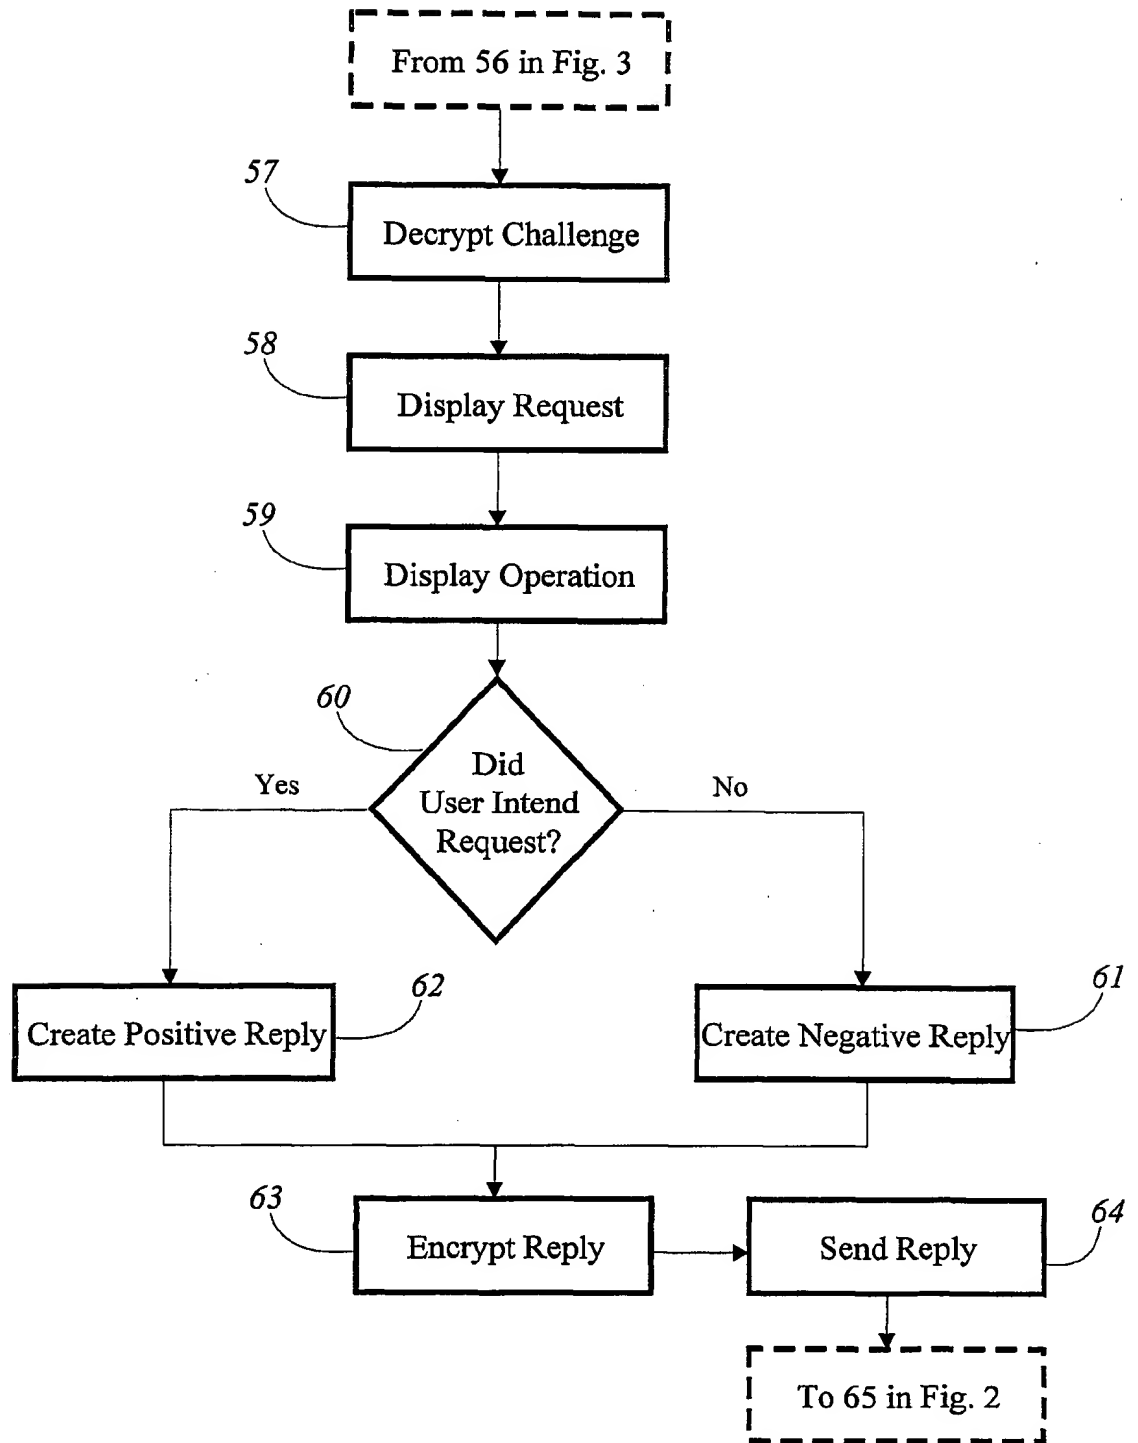 From 56 in Fig. 3
57
Decrypt Challenge
58
Display Request
59
Display Operation
60
Did
User Intend
Request?
Yes
No
62
Create Positive Reply
61
Create Negative Reply
63
Encrypt Reply
64
Send Reply
To 65 in Fig. 2